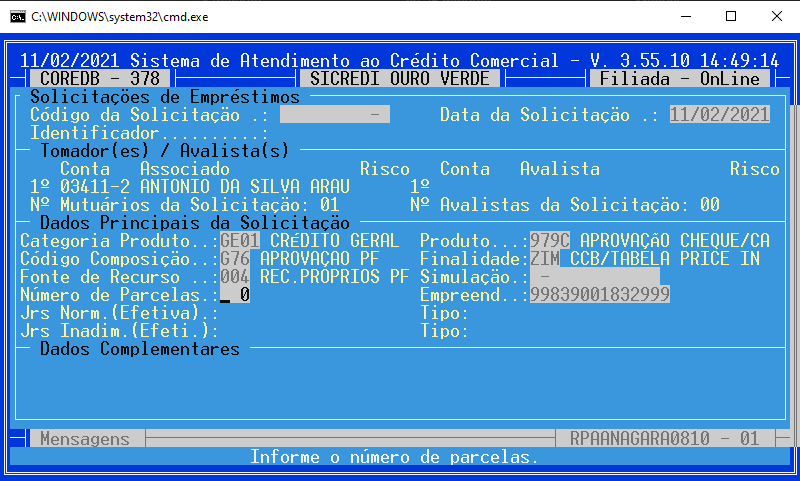 C:\WINDOWS\system32\cmd.exe
11/02/2021 Sistema de Atendimento ao Crédito Comercial - V. 3.55.10 14:49:14
COREDB - 378 SICREDI OURO VERDE Filiada - OnLine
Solicitações de Empréstimos
Código da Solicitação .: - Data da Solicitação .: 11/02/2021
Identificador..........:
Tomador(es) / Avalista(s)
Conta Associado Risco Conta Avalista Risco
1º 03411-2 ANTONIO DA SILVA ARAU 1º
Nº Mutuários da Solicitação: 01 Nº Avalistas da Solicitação: 00
Dados Principais da Solicitação
Categoria Produto..:GE01 CRÉDITO GERAL Produto...:979C APROVAÇÃO CHEQUE/CA
Código Composição..:G76 APROVAÇAO PF Finalidade:ZIM CCB/TABELA PRICE IN
Fonte de Recurso ..:004 REC.PRÓPRIOS PF Simulação.: -
Número de Parcelas.:_ 0 Empreend..:99839001832999
Jrs Norm.(Efetiva).: Tipo:
Jrs Inadim.(Efeti.): Tipo:
Dados Complementares
Mensagens RPAANAGARA0810 - 01
Informe o número de parcelas.